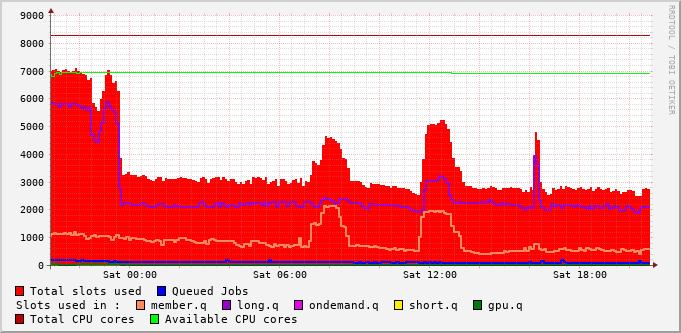 9000
8000
7000
6000
5000
4000
3000
2000
1000
0
Sat 00:00 Sat 06:00 Sat 12:00 Sat 18:00
Total slots used Queued Jobs
Slots used in : member.q long.q ondemand.q short.q gpu.q
Total CPU cores Available CPU cores
RRDTOOL / TOBI OETIKER